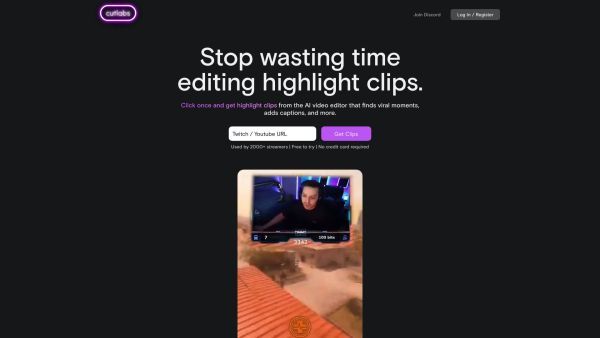 cutlabs
Join Discord
Log In / Register
Stop wasting time
editing highlight clips.
Click once and get highlight clips from the AI video editor that finds viral moments,
adds captions, and more.
Twitch / Youtube URL
Get Clips
Used by 2000+ streamers | Free to try | No credit card required
7
100 bits
2142